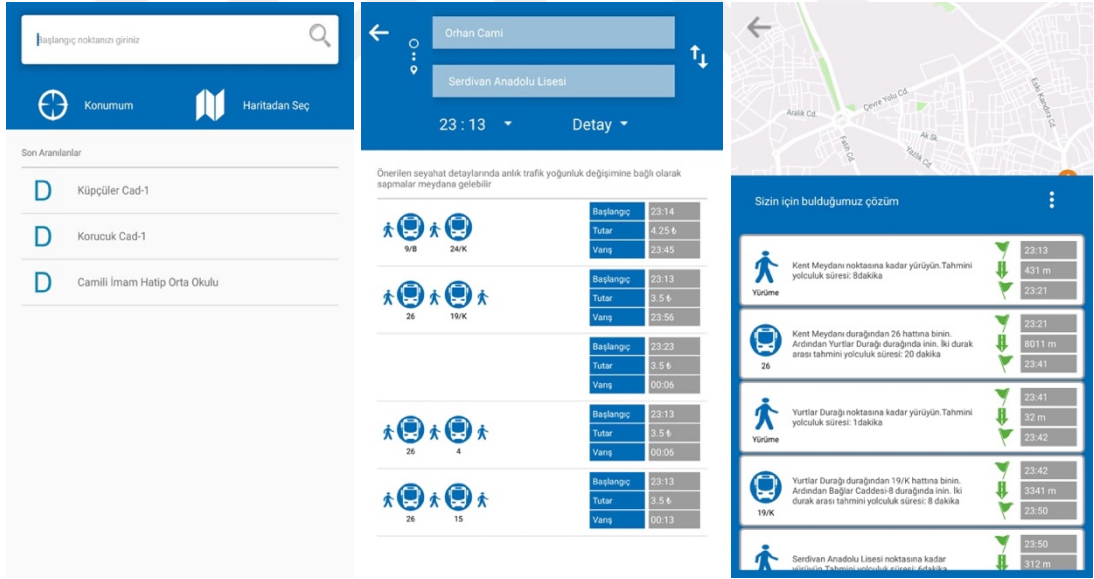 Başlangıç noktanızı giriniz
Konumum
Haritadan Seç
Son Aranılanlar
D Küpçüler Cad-1
D Korucuk Cad-1
D Camili İmam Hatip Orta Okulu
Orhan Cami
Serdivan Anadolu Lisesi
23 : 13
Detay
Önerilen seyahat detaylarında anlık trafik yoğunluk değişimine bağlı olarak
sapmalar meydana gelebilir
9/B 24/K
Başlangıç 23:14
Tutar 4.25 ₺
Varış 23:45
26 19/K
Başlangıç 23:13
Tutar 3.5 ₺
Varış 23:56
Başlangıç 23:23
Tutar 3.5 ₺
Varış 00:06
26 4
Başlangıç 23:13
Tutar 3.5 ₺
Varış 00:06
26 15
Başlangıç 23:13
Tutar 3.5 ₺
Varış 00:13
Aralık Cd.
Çevre Yolu Cd.
Eski Kandıra Cd.
Fatih Cd.
Ak Sk.
Yazlık Cd.
Sizin için bulduğumuz çözüm
Yürüme
Kent Meydanı noktasına kadar yürüyün.Tahmini
yolculuk süresi: 8dakika
23:13
431 m
23:21
26
Kent Meydanı durağından 26 hattına binin.
Ardından Yurtlar Durağı durağında inin. İki durak
arası tahmini yolculuk süresi: 20 dakika
23:21
8011 m
23:41
Yürüme
Yurtlar Durağı noktasına kadar yürüyün.Tahmini
yolculuk süresi: 1dakika
23:41
32 m
23:42
19/K
Yurtlar Durağı durağından 19/K hattına binin.
Ardından Bağlar Caddesi-8 durağında inin. İki
durak arası tahmini yolculuk süresi: 8 dakika
23:42
3341 m
23:50
Serdivan Anadolu Lisesi noktasına kadar
yürüyün.Tahmini yolculuk süresi: 6dakika
23:50
312 m